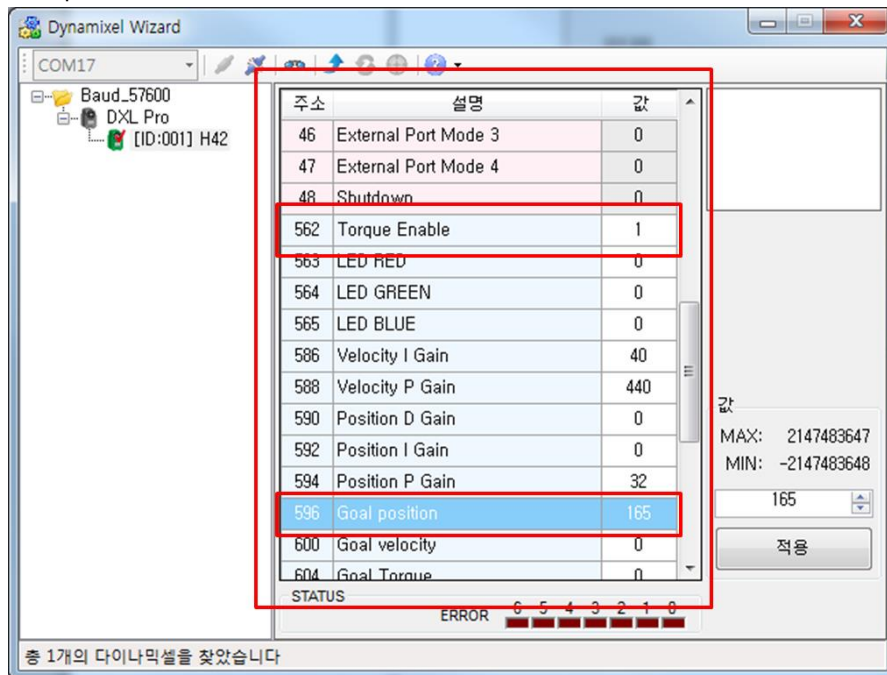 Dynamixel Wizard
COM17
Baud_57600
DXL Pro
[ID:001] H42
주소 설명 값
46 External Port Mode 3 0
47 External Port Mode 4 0
48 Shutdown 0
562 Torque Enable 1
563 LED RED 0
564 LED GREEN 0
565 LED BLUE 0
586 Velocity I Gain 40
588 Velocity P Gain 440
590 Position D Gain 0
592 Position I Gain 0
594 Position P Gain 32
596 Goal position 165
600 Goal velocity 0
604 Goal Torque 0
값
MAX: 2147483647
MIN: -2147483648
165
적용
STATUS
ERROR 6 5 4 3 2 1 0
총 1개의 다이나믹셀을 찾았습니다